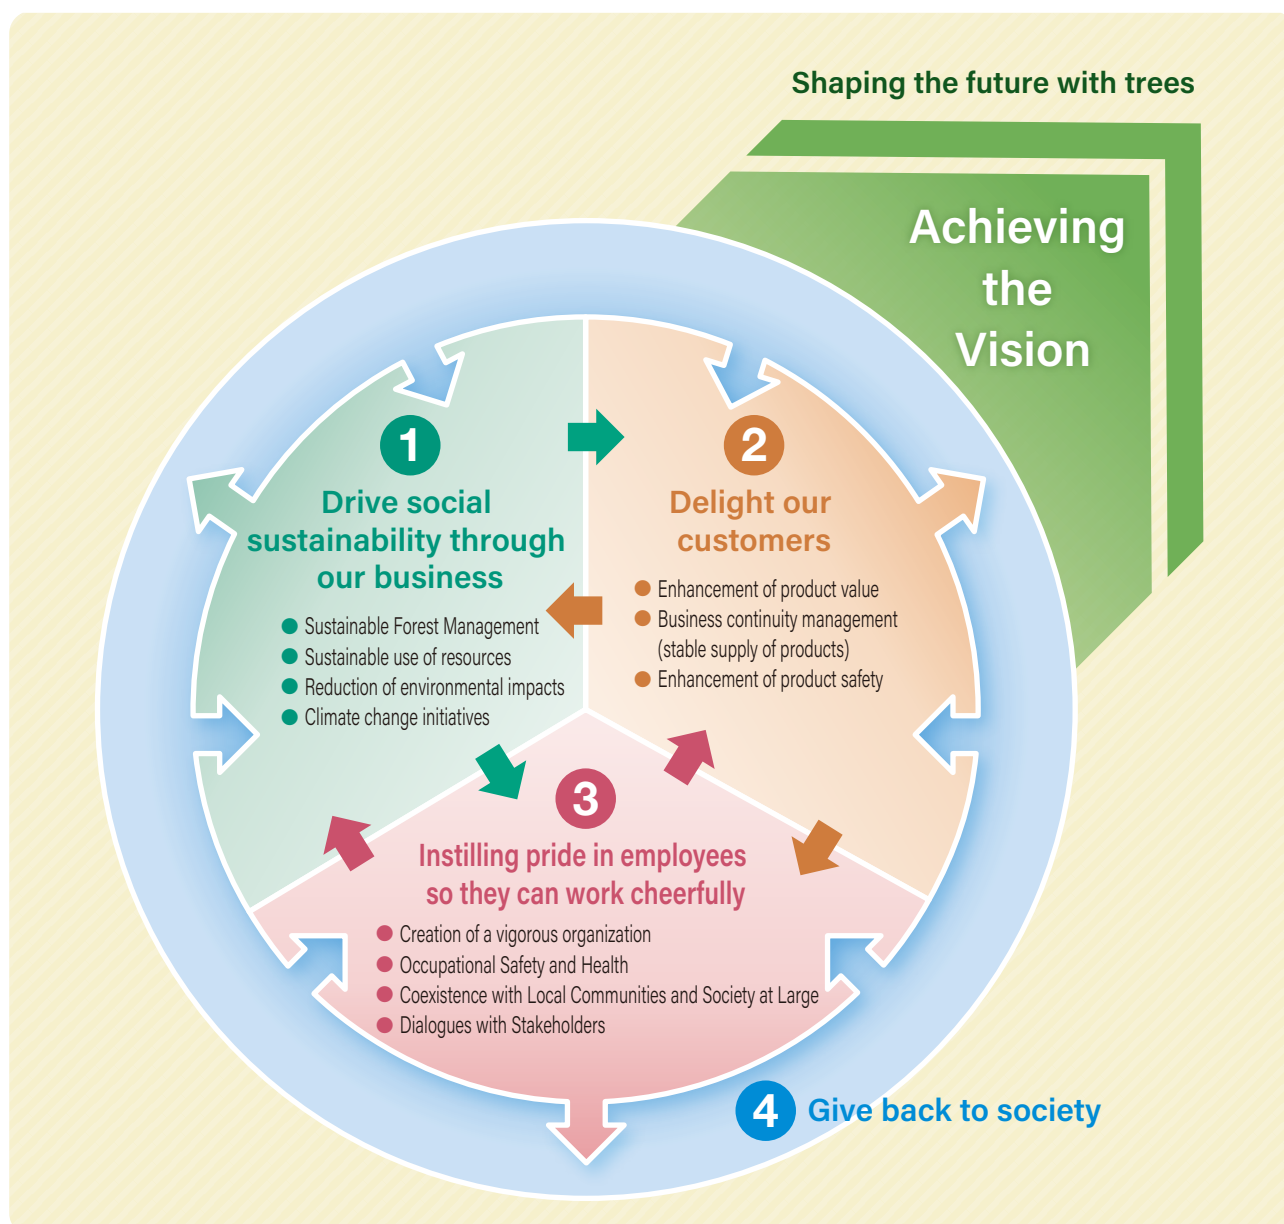 Shaping the future with trees
Achieving
the
Vision
1
Drive social
sustainability through
our business
● Sustainable Forest Management
● Sustainable use of resources
● Reduction of environmental impacts
● Climate change initiatives
2
Delight our
customers
● Enhancement of product value
● Business continuity management
(stable supply of products)
● Enhancement of product safety
3
Instilling pride in employees
so they can work cheerfully
● Creation of a vigorous organization
● Occupational Safety and Health
● Coexistence with Local Communities and Society at Large
● Dialogues with Stakeholders
4 Give back to society